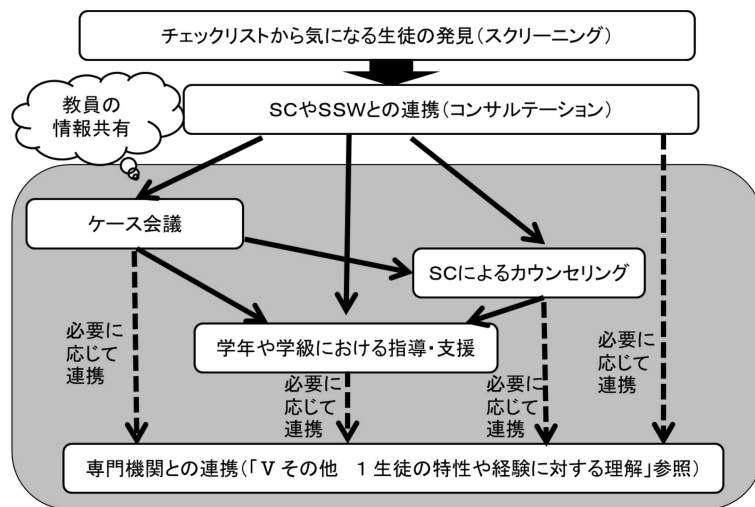 チェックリストから気になる生徒の発見(スクリーニング)
教員の
情報共有
SCやSSWとの連携(コンサルテーション)
ケース会議
SCによるカウンセリング
学年や学級における指導・支援
必要に
応じて
連携
必要に
応じて
連携
必要に
応じて
連携
必要に
応じて
連携
専門機関との連携(「Ⅴ その他 1 生徒の特性や経験に対する理解」参照)